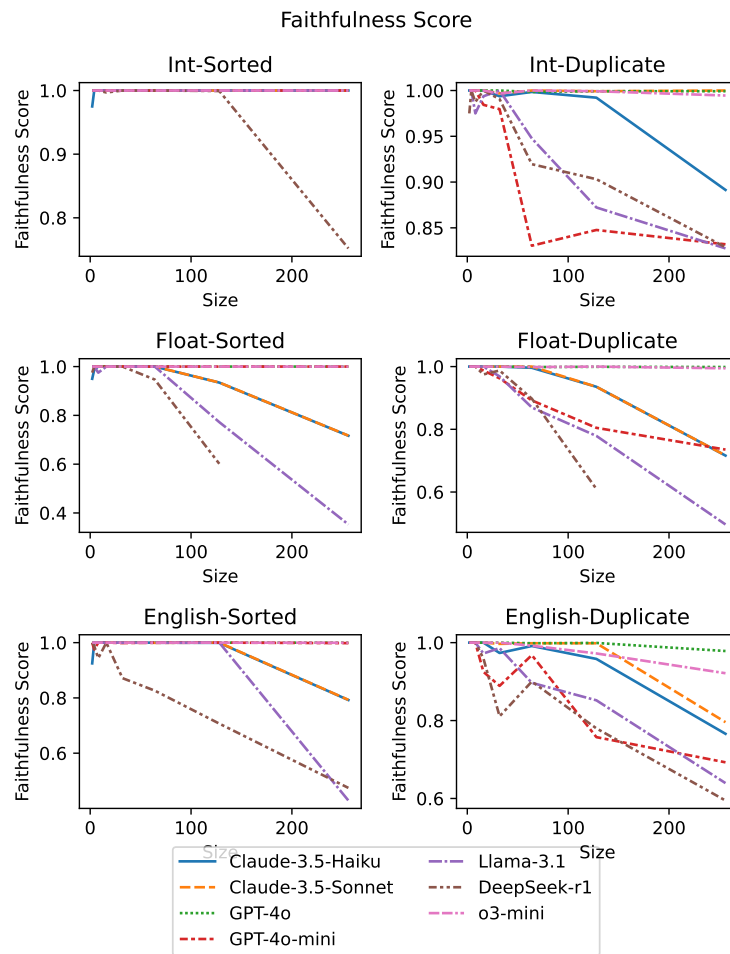 Faithfulness Score
Int-Sorted
Int-Duplicate
Faithfulness Score
1.0
0.9
0.8
0
100
200
Size
Faithfulness Score
1.00
0.95
0.90
0.85
0
100
200
Size
Float-Sorted
Float-Duplicate
Faithfulness Score
1.0
0.8
0.6
0.4
0
100
200
Size
Faithfulness Score
1.0
0.8
0.6
0
100
200
Size
English-Sorted
English-Duplicate
Faithfulness Score
1.0
0.8
0.6
0
100
200
Size
Faithfulness Score
1.0
0.8
0.6
0
100
200
Size
Claude-3.5-Haiku
Claude-3.5-Sonnet
GPT-4o
GPT-4o-mini
Llama-3.1
DeepSeek-r1
o3-mini